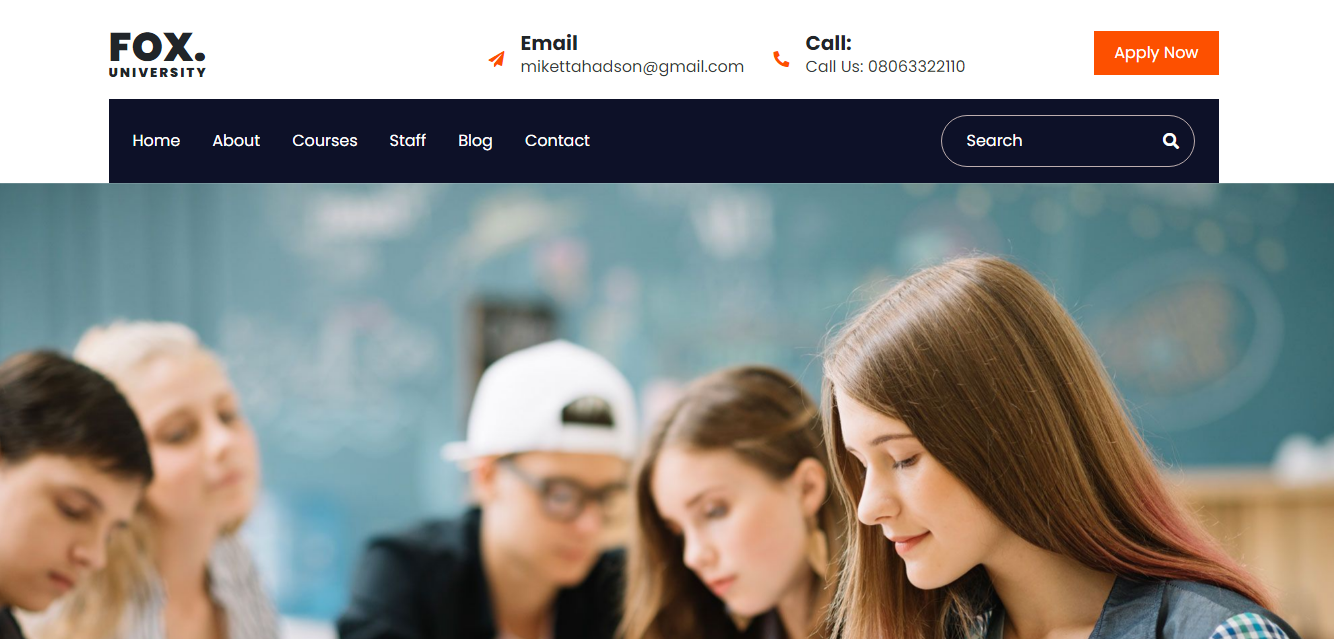 FOX.
UNIVERSITY
Email
mikettahadson@gmail.com
Call:
Call Us: 08063322110
Apply Now
Home About Courses Staff Blog Contact Search